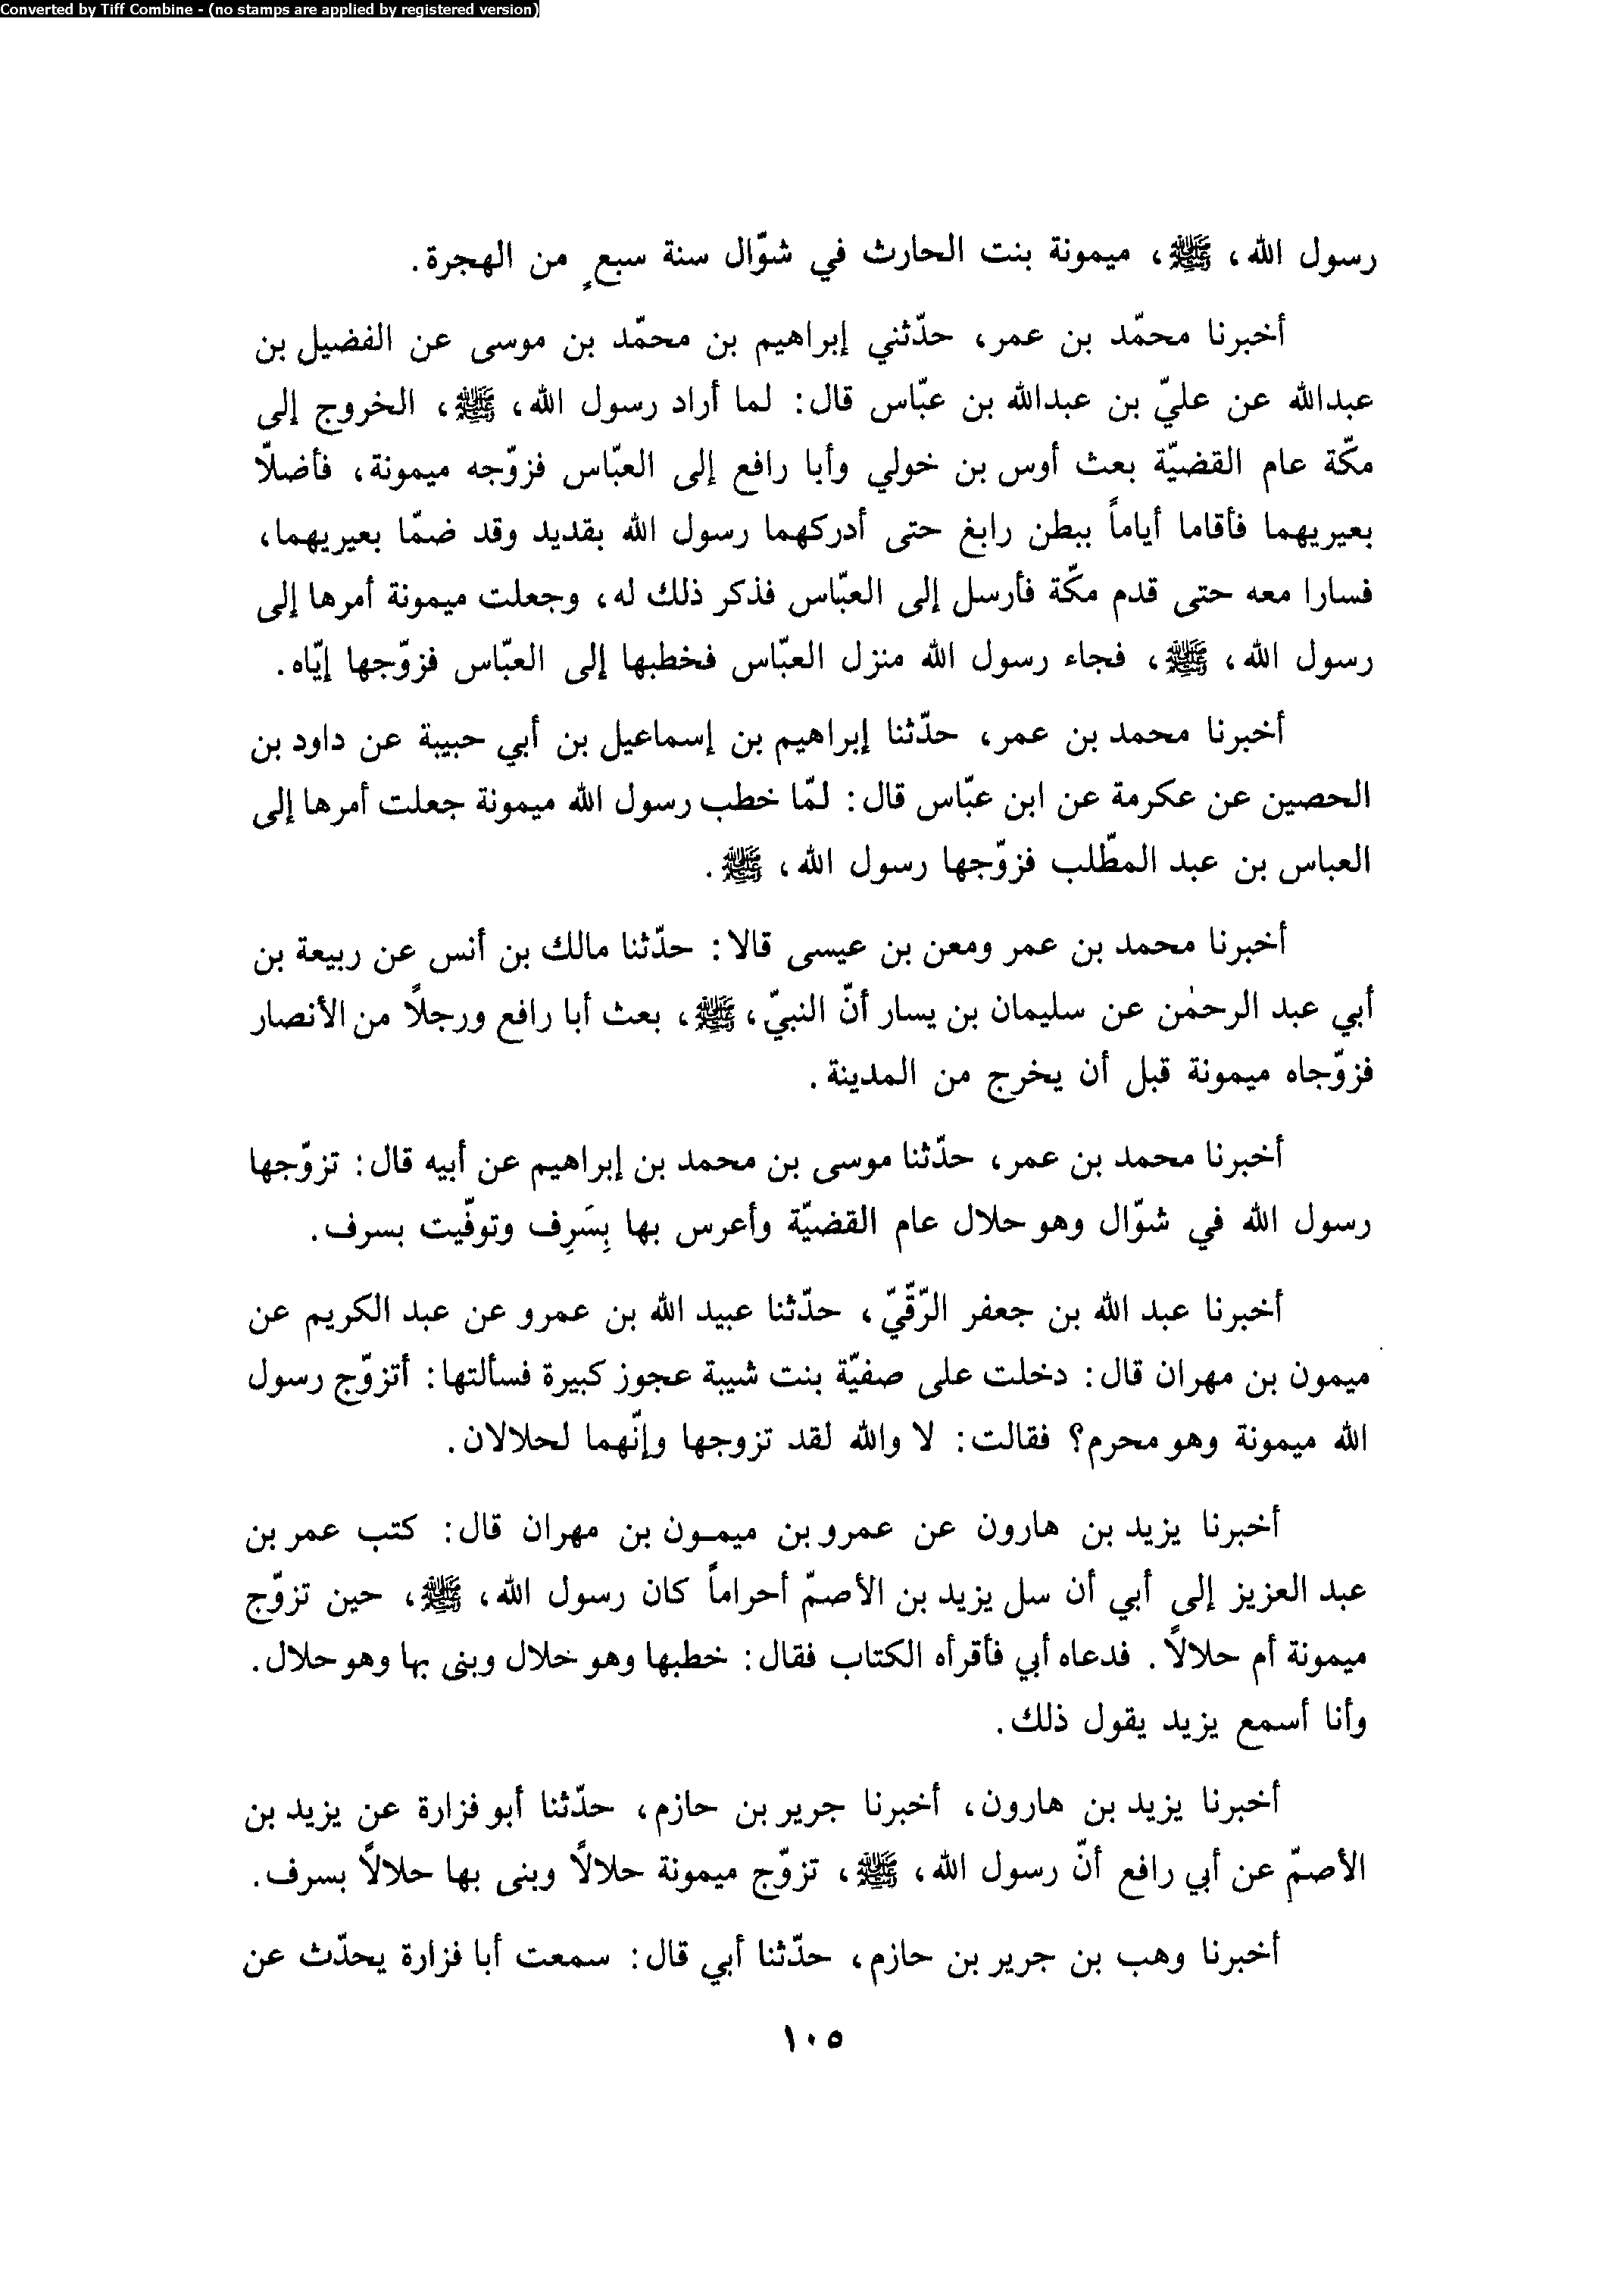 Converted by Tiff Combine - (no stamps are applied by registered version)
رسول الله، ﷺ، ميمونة بنت الحارث في شوّال سنة سبعٍ من الهجرة.
أخبرنا محمّد بن عمر، حدّثني إبراهيم بن محمّد بن موسى عن الفضيل بن
عبدالله عن عليّ بن عبدالله بن عبّاس قال: لما أراد رسول الله، ﷺ، الخروج إلى
مكّة عام القضيّة بعث أوس بن خولي وأبا رافع إلى العبّاس فزوّجه ميمونة، فأضلّا
بعيريهما فأقاما أياماً ببطن رابغ حتى أدركهما رسول الله بقديد وقد ضمّا بعيريهما،
فسارا معه حتى قدم مكّة فأرسل إلى العبّاس فذكر ذلك له، وجعلت ميمونة أمرها إلى
رسول الله، ﷺ، فجاء رسول الله منزل العبّاس فخطبها إلى العبّاس فزوّجها إيّاه.
أخبرنا محمد بن عمر، حدّثنا إبراهيم بن إسماعيل بن أبي حبيبة عن داود بن
الحصين عن عكرمة عن ابن عبّاس قال: لمّا خطب رسول الله ميمونة جعلت أمرها إلى
العباس بن عبد المطّلب فزوّجها رسول الله، ﷺ.
أخبرنا محمد بن عمر ومعن بن عيسى قالا: حدّثنا مالك بن أنس عن ربيعة بن
أبي عبد الرحمٰن عن سليمان بن يسار أنّ النبيّ، ﷺ، بعث أبا رافع ورجلاً من الأنصار
فزوّجاه ميمونة قبل أن يخرج من المدينة.
أخبرنا محمد بن عمر، حدّثنا موسى بن محمد بن إبراهيم عن أبيه قال: تزوّجها
رسول الله في شوّال وهو حلال عام القضيّة وأعرس بها بِسَرِف وتوفّيت بسرف.
أخبرنا عبد الله بن جعفر الرّقّيّ، حدّثنا عبيد الله بن عمرو عن عبد الكريم عن
ميمون بن مهران قال: دخلت على صفيّة بنت شيبة عجوز كبيرة فسألتها: أتزوّج رسول
الله ميمونة وهو محرم؟ فقالت: لا والله لقد تزوجها وإنّهما لحلالان.
أخبرنا يزيد بن هارون عن عمرو بن ميمـون بن مهران قال: كتب عمر بن
عبد العزيز إلى أبي أن سل يزيد بن الأصمّ أحراماً كان رسول الله، ﷺ، حين تزوّج
ميمونة أم حلالاً. فدعاه أبي فأقرأه الكتاب فقال: خطبها وهو حلال وبنى بها وهو حلال.
وأنا أسمع يزيد يقول ذلك.
أخبرنا يزيد بن هارون، أخبرنا جرير بن حازم، حدّثنا أبو فزارة عن يزيد بن
الأصمّ عن أبي رافع أنّ رسول الله، ﷺ، تزوّج ميمونة حلالاً وبنى بها حلالاً بسرف.
أخبرنا وهب بن جرير بن حازم، حدّثنا أبي قال: سمعت أبا فزارة يحدّث عن
١٠٥